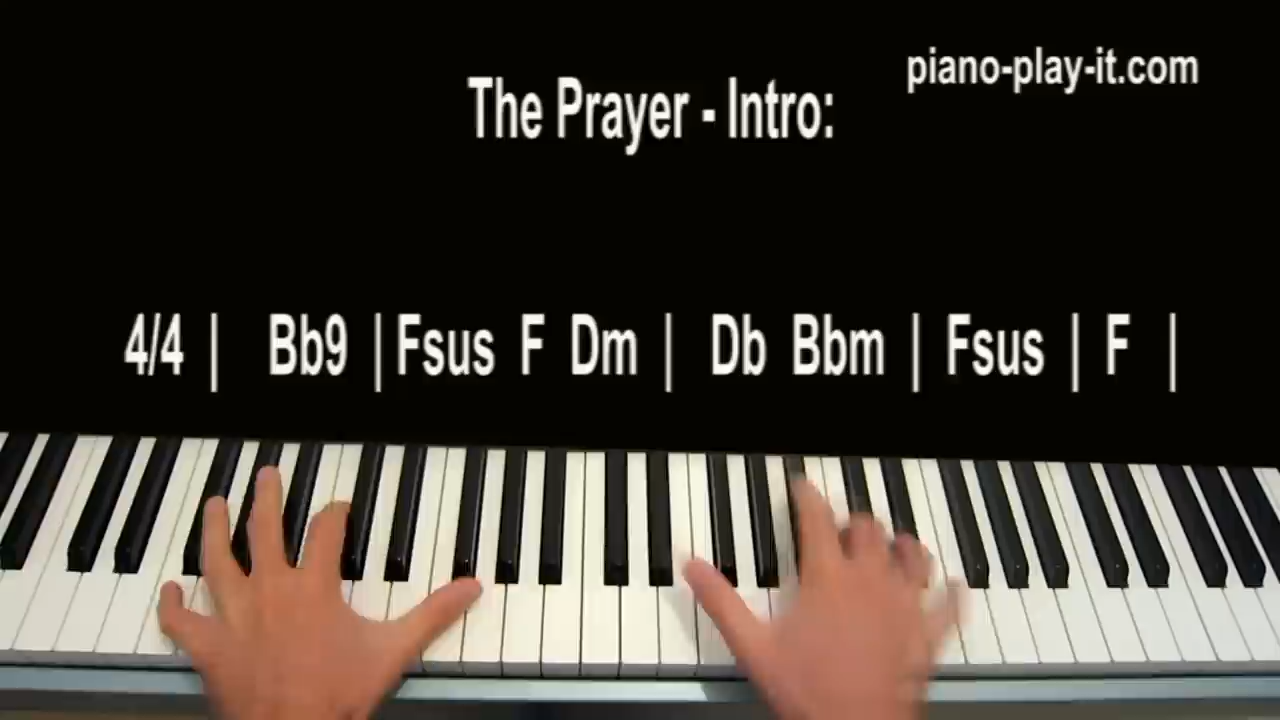 piano-play-it.com
The Prayer - Intro:
4/4 | Bb9 | Fsus F Dm | Db Bbm | Fsus | F |